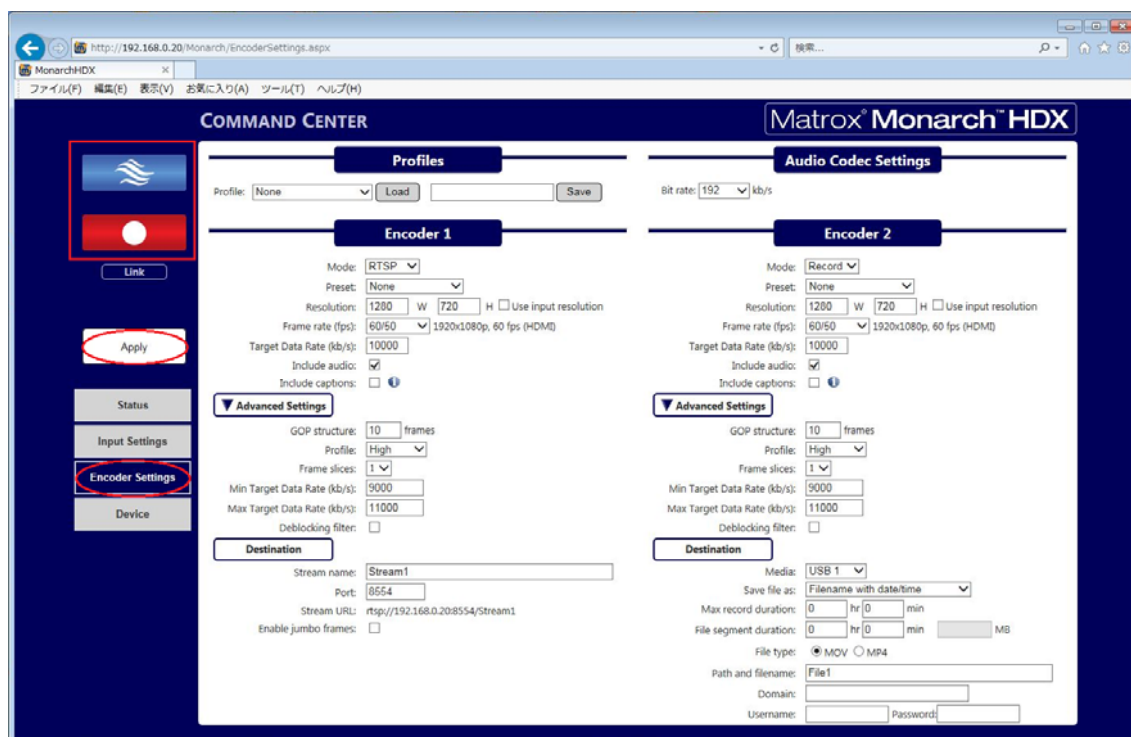 http://192.168.0.20/Monarch/EncoderSettings.aspx
検索...
MonarchHDX
ファイル(F) 編集(E) 表示(V) お気に入り(A) ツール(T) ヘルプ(H)
COMMAND CENTER
Matrox® Monarch™ HDX
Link
Apply
Status
Input Settings
Encoder Settings
Device
Profiles
Profile: None Load Save
Audio Codec Settings
Bit rate: 192 kb/s
Encoder 1
Mode: RTSP
Preset: None
Resolution: 1280 W 720 H Use input resolution
Frame rate (fps): 60/50 1920x1080p, 60 fps (HDMI)
Target Data Rate (kb/s): 10000
Include audio:
Include captions:
Advanced Settings
GOP structure: 10 frames
Profile: High
Frame slices: 1
Min Target Data Rate (kb/s): 9000
Max Target Data Rate (kb/s): 11000
Deblocking filter:
Destination
Stream name: Stream1
Port: 8554
Stream URL: rtsp://192.168.0.20:8554/Stream1
Enable jumbo frames:
Encoder 2
Mode: Record
Preset: None
Resolution: 1280 W 720 H Use input resolution
Frame rate (fps): 60/50 1920x1080p, 60 fps (HDMI)
Target Data Rate (kb/s): 10000
Include audio:
Include captions:
Advanced Settings
GOP structure: 10 frames
Profile: High
Frame slices: 1
Min Target Data Rate (kb/s): 9000
Max Target Data Rate (kb/s): 11000
Deblocking filter:
Destination
Media: USB 1
Save file as: Filename with date/time
Max record duration: 0 hr 0 min
File segment duration: 0 hr 0 min MB
File type: MOV MP4
Path and filename: File1
Domain:
Username: Password: